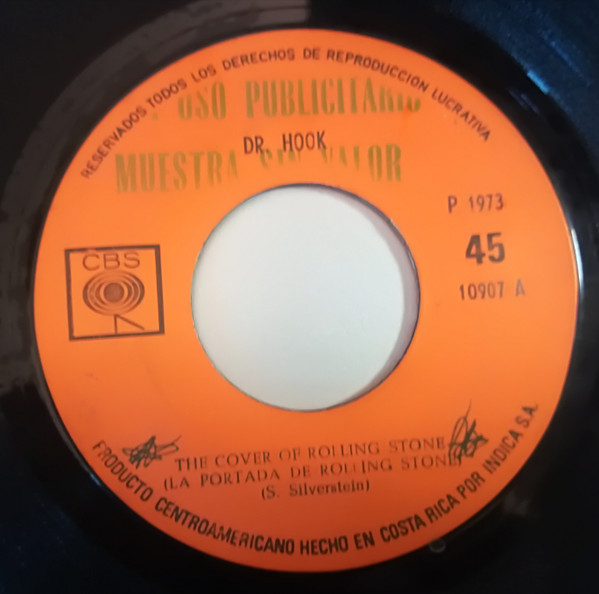 RESERVADOS TODOS LOS DERECHOS DE REPRODUCCION LUCRATIVA
USO PUBLICITARIO
DR. HOOK
MUESTRA SIN VALOR
P 1973
CBS
45
10907 A
THE COVER OF ROLLING STONE
(LA PORTADA DE ROLLING STONE)
(S. Silverstein)
PRODUCTO CENTROAMERICANO HECHO EN COSTA RICA POR INDICA S.A.